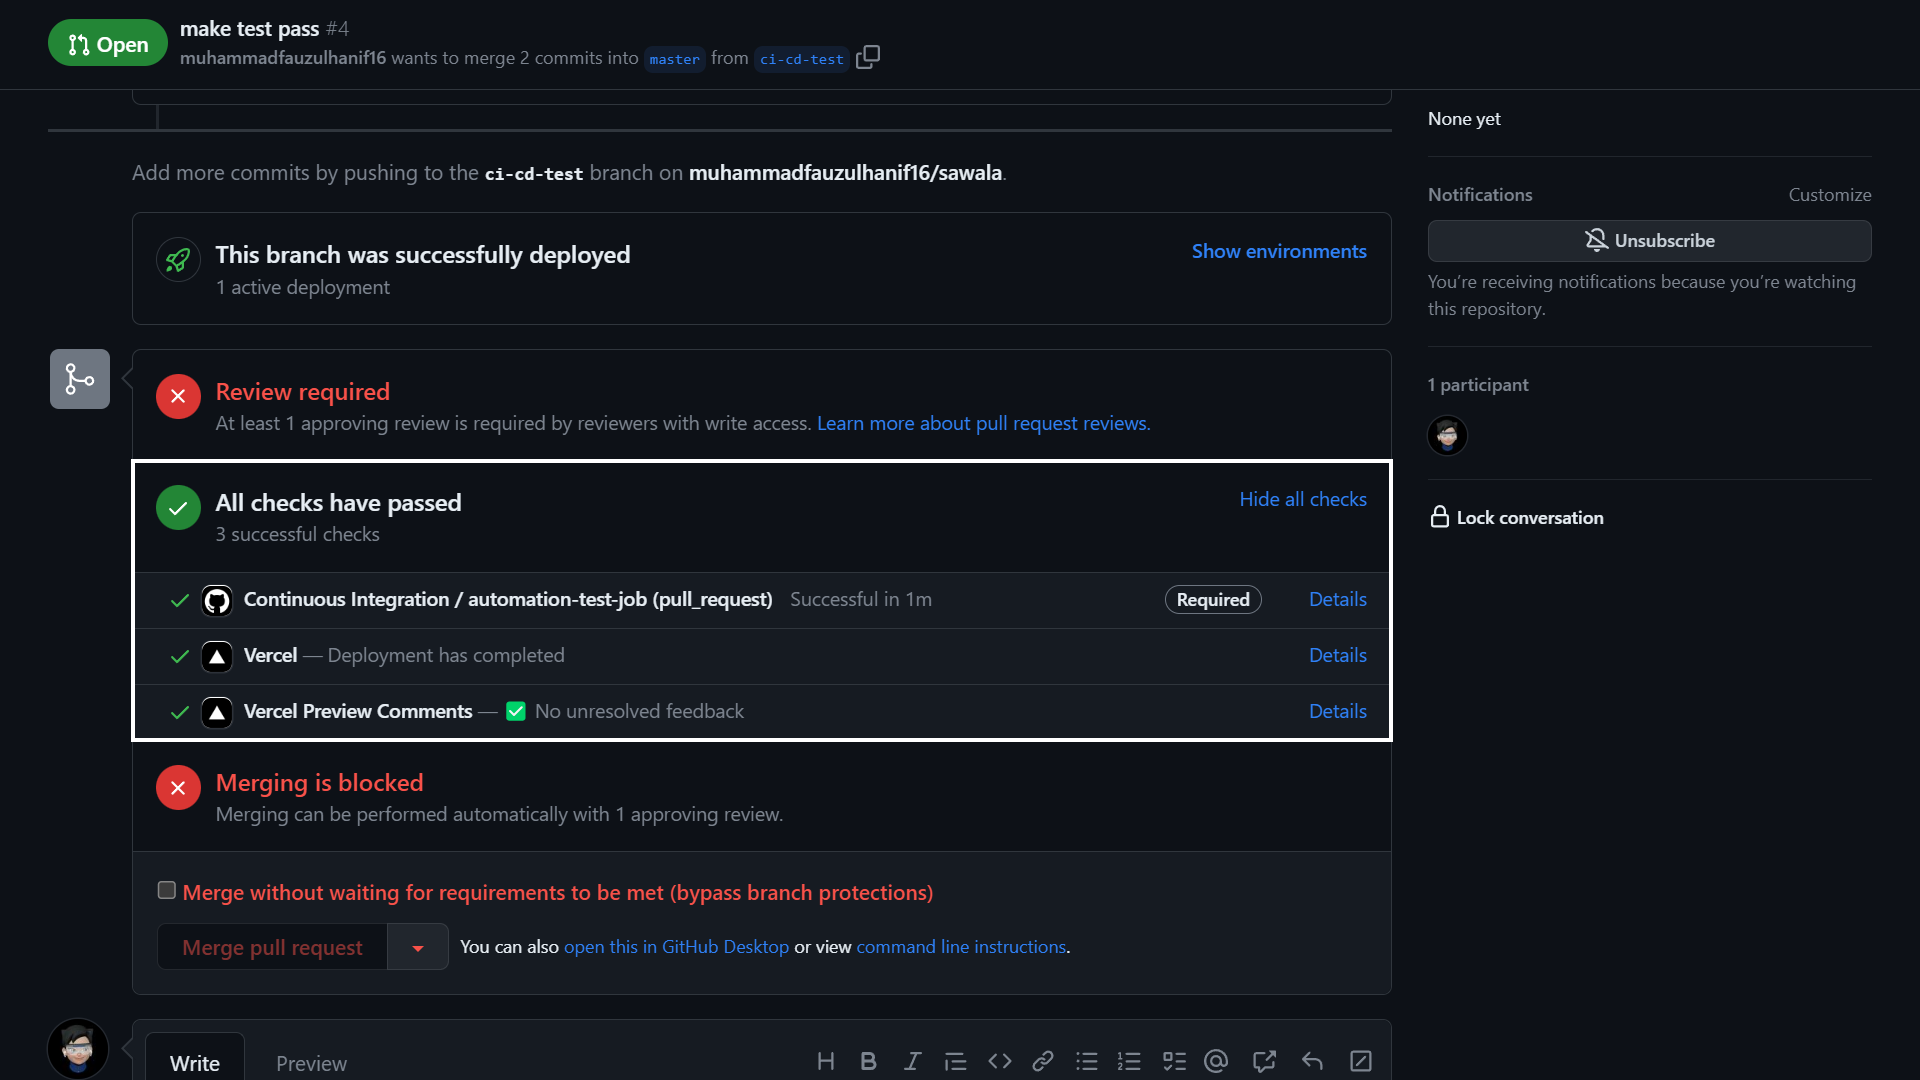 Open
make test pass #4
muhammadfauzulhanif16 wants to merge 2 commits into master from ci-cd-test
None yet
Add more commits by pushing to the ci-cd-test branch on muhammadfauzulhanif16/sawala.
Notifications Customize
Unsubscribe
You're receiving notifications because you're watching
this repository.
This branch was successfully deployed
Show environments
1 active deployment
1 participant
Review required
At least 1 approving review is required by reviewers with write access. Learn more about pull request reviews.
Lock conversation
All checks have passed
Hide all checks
3 successful checks
Continuous Integration / automation-test-job (pull_request) Successful in 1m Required Details
Vercel — Deployment has completed Details
Vercel Preview Comments — ✅ No unresolved feedback Details
Merging is blocked
Merging can be performed automatically with 1 approving review.
Merge without waiting for requirements to be met (bypass branch protections)
Merge pull request
You can also open this in GitHub Desktop or view command line instructions.
Write Preview